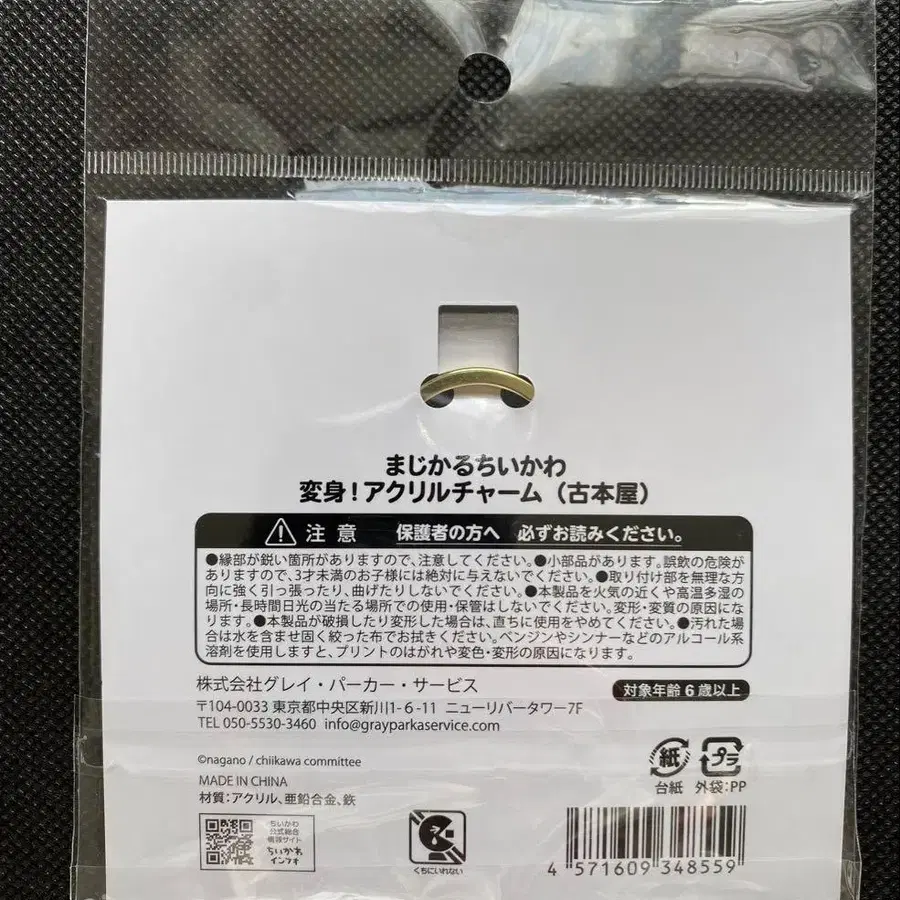 まじかるちいかわ
変身!アクリルチャーム(古本屋)
注意 保護者の方へ 必ずお読みください。
●縁部が鋭い箇所がありますので、注意してください。●小部品があります。誤飲の危険が
ありますので、3才未満のお子様には絶対に与えないでください。●取り付け部を無理な方
向に強く引っ張ったり、曲げたりしないでください。●本製品を火気の近くや高温多湿の
場所・長時間日光の当たる場所での使用・保管はしないでください。変形・変質の原因にな
ります。●本製品が破損したり変形した場合は、直ちに使用をやめてください。●汚れた場
合は水を含ませ固く絞った布でお拭きください。ベンジンやシンナーなどのアルコール系
溶剤を使用しますと、プリントのはがれや変色・変形の原因になります。
株式会社グレイ・パーカー・サービス
対象年齢6歳以上
〒104-0033 東京都中央区新川1-6-11 ニューリバータワー7F
TEL 050-5530-3460 info@grayparkaservice.com
©nagano / chiikawa committee
MADE IN CHINA
材質:アクリル、亜鉛合金、鉄
紙 プラ
台紙 外袋:PP
ちいかわ
公式総合
情報サイト
ちいかわ
インフォ
くちにいれない
4 571609 348559